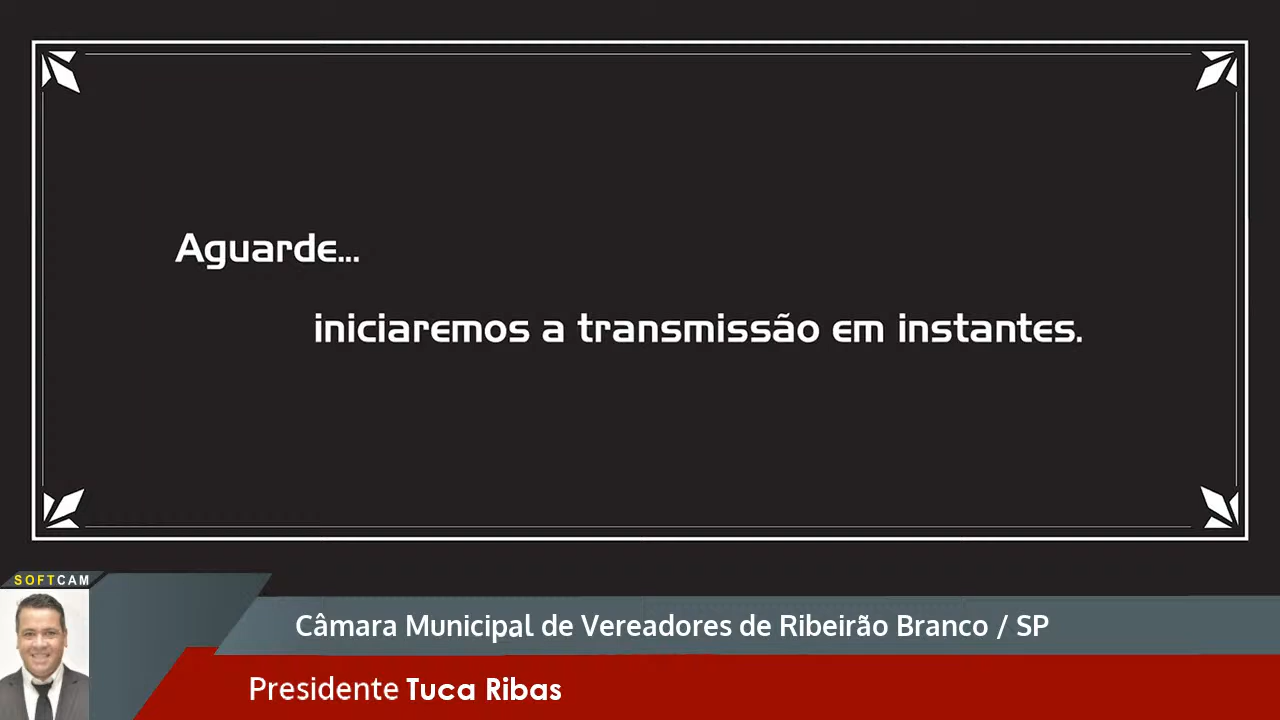 Aguarde...
iniciaremos a transmissão em instantes.
SOFTCAM
Câmara Municipal de Vereadores de Ribeirão Branco / SP
Presidente Tuca Ribas